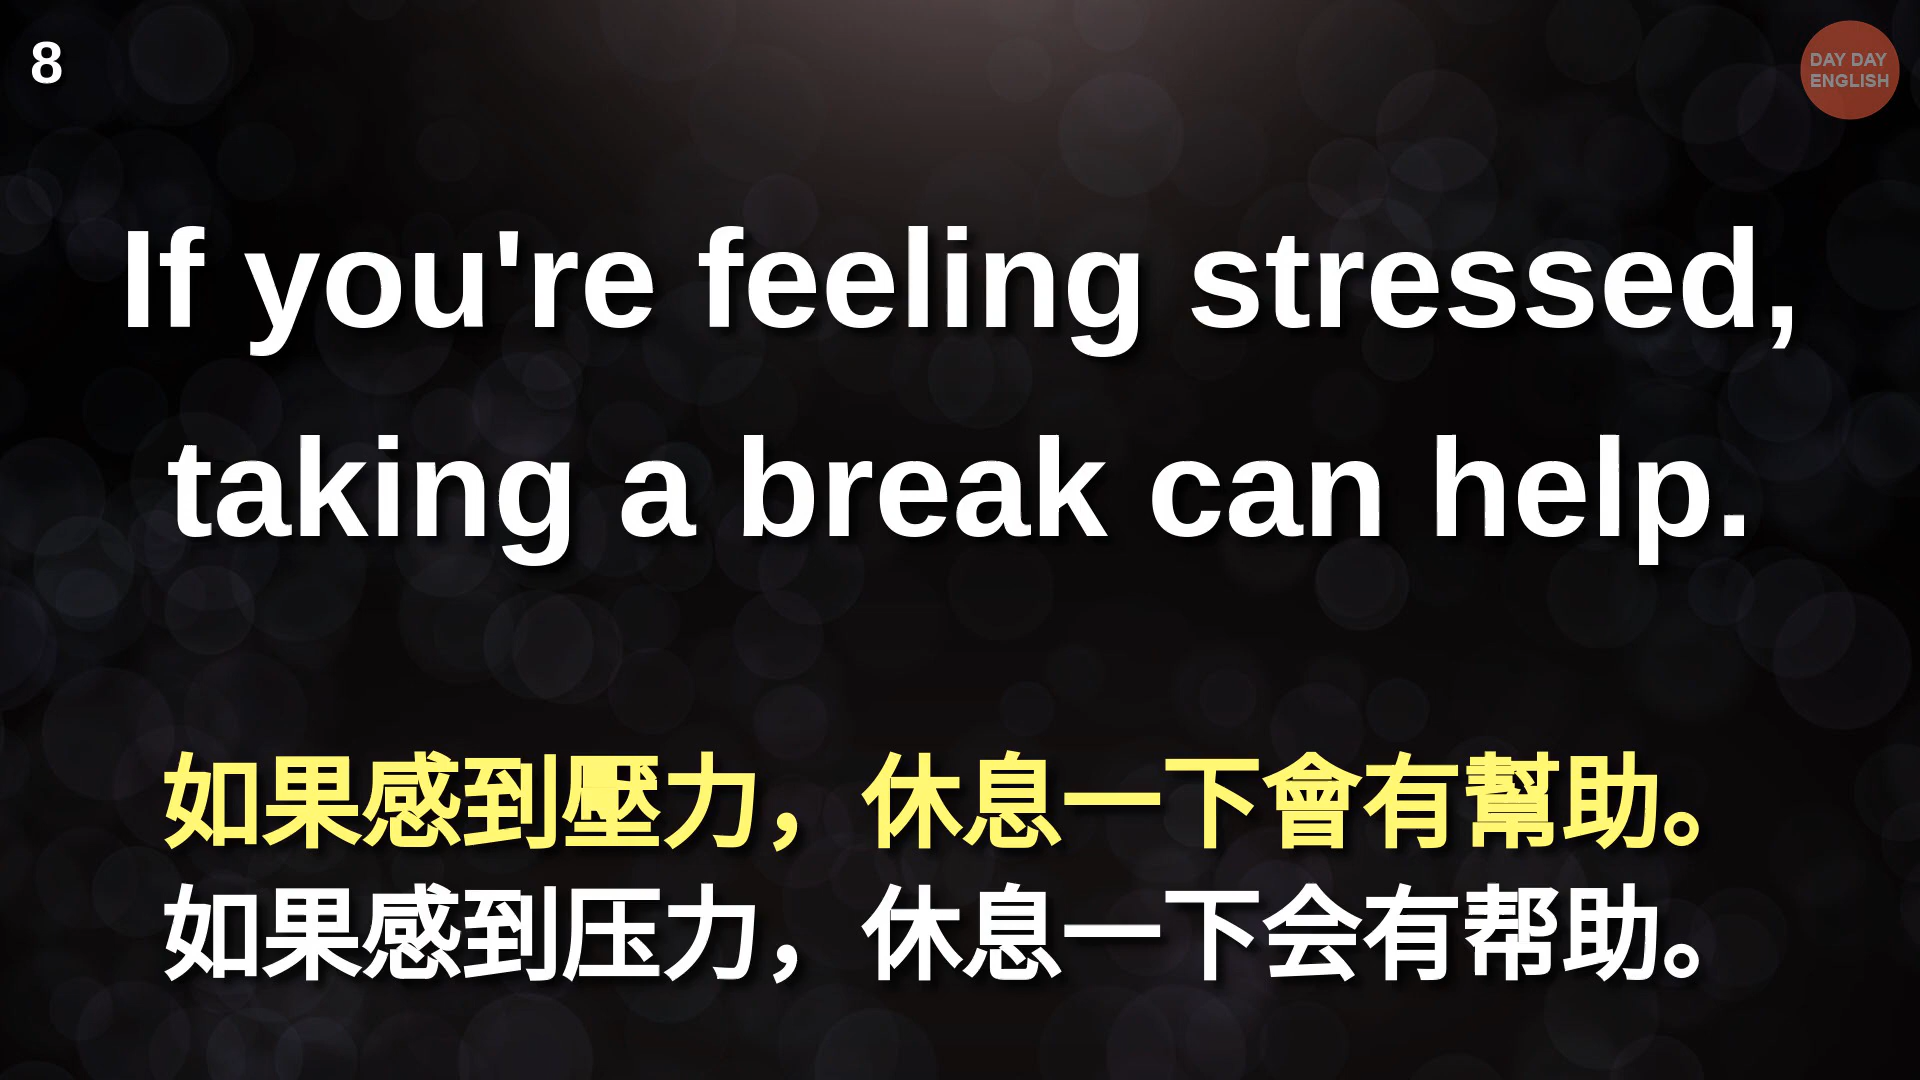 8
DAY DAY
ENGLISH
If you're feeling stressed,
taking a break can help.
如果感到壓力，休息一下會有幫助。
如果感到压力，休息一下会有帮助。